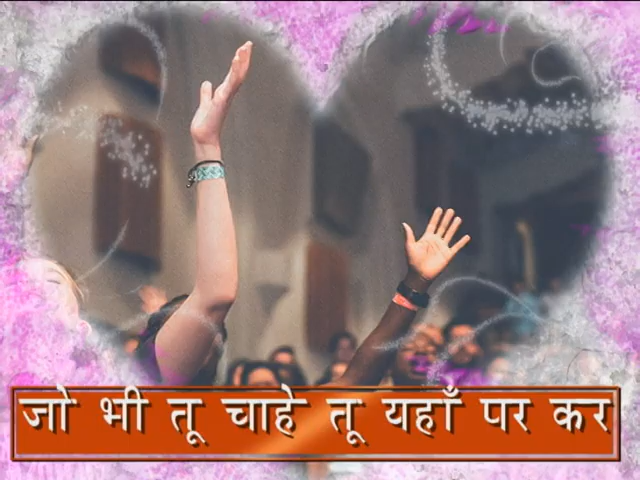 जो भी तू चाहे तू यहाँ पर कर